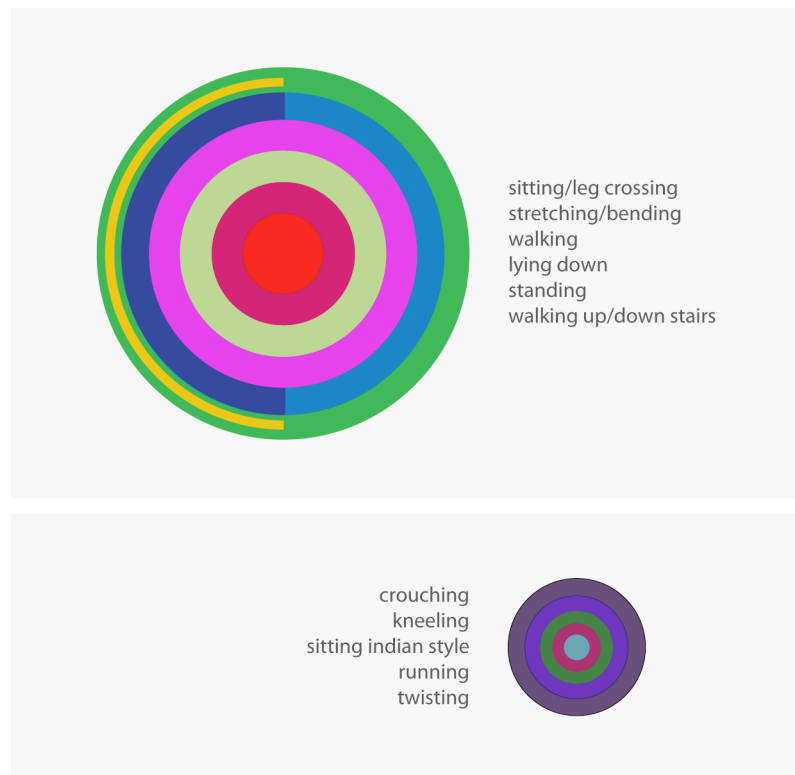 sitting/leg crossing
stretching/bending
walking
lying down
standing
walking up/down stairs
crouching
kneeling
sitting indian style
running
twisting